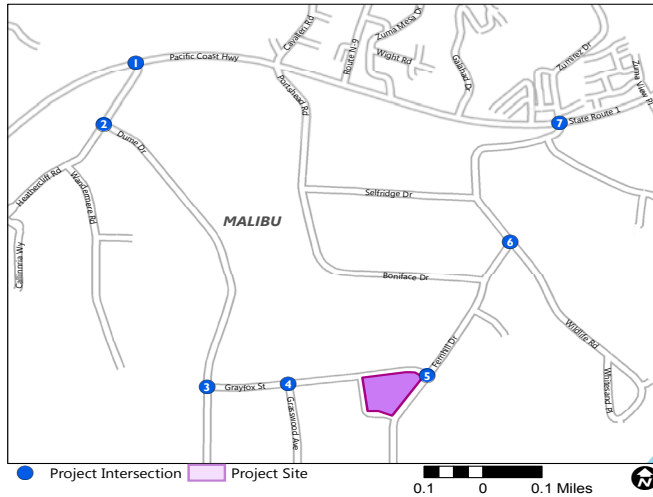 Cavalleri Rd
Zuma Mesa Dr
Route N-9
Wight Rd
Galahad Dr
Zumirez Dr
Zuma View Pl
1
Pacific Coast Hwy
Portshead Rd
7
State Route 1
2
Dume Dr
Heathercliff Rd
Wandermere Rd
Selfridge Dr
MALIBU
6
Boniface Dr
Wildlife Rd
Fernhill Dr
Whitesand Pl
3
Grayfox St
4
5
Grasswood Ave
Project Intersection
Project Site
0.1
0
0.1 Miles
N